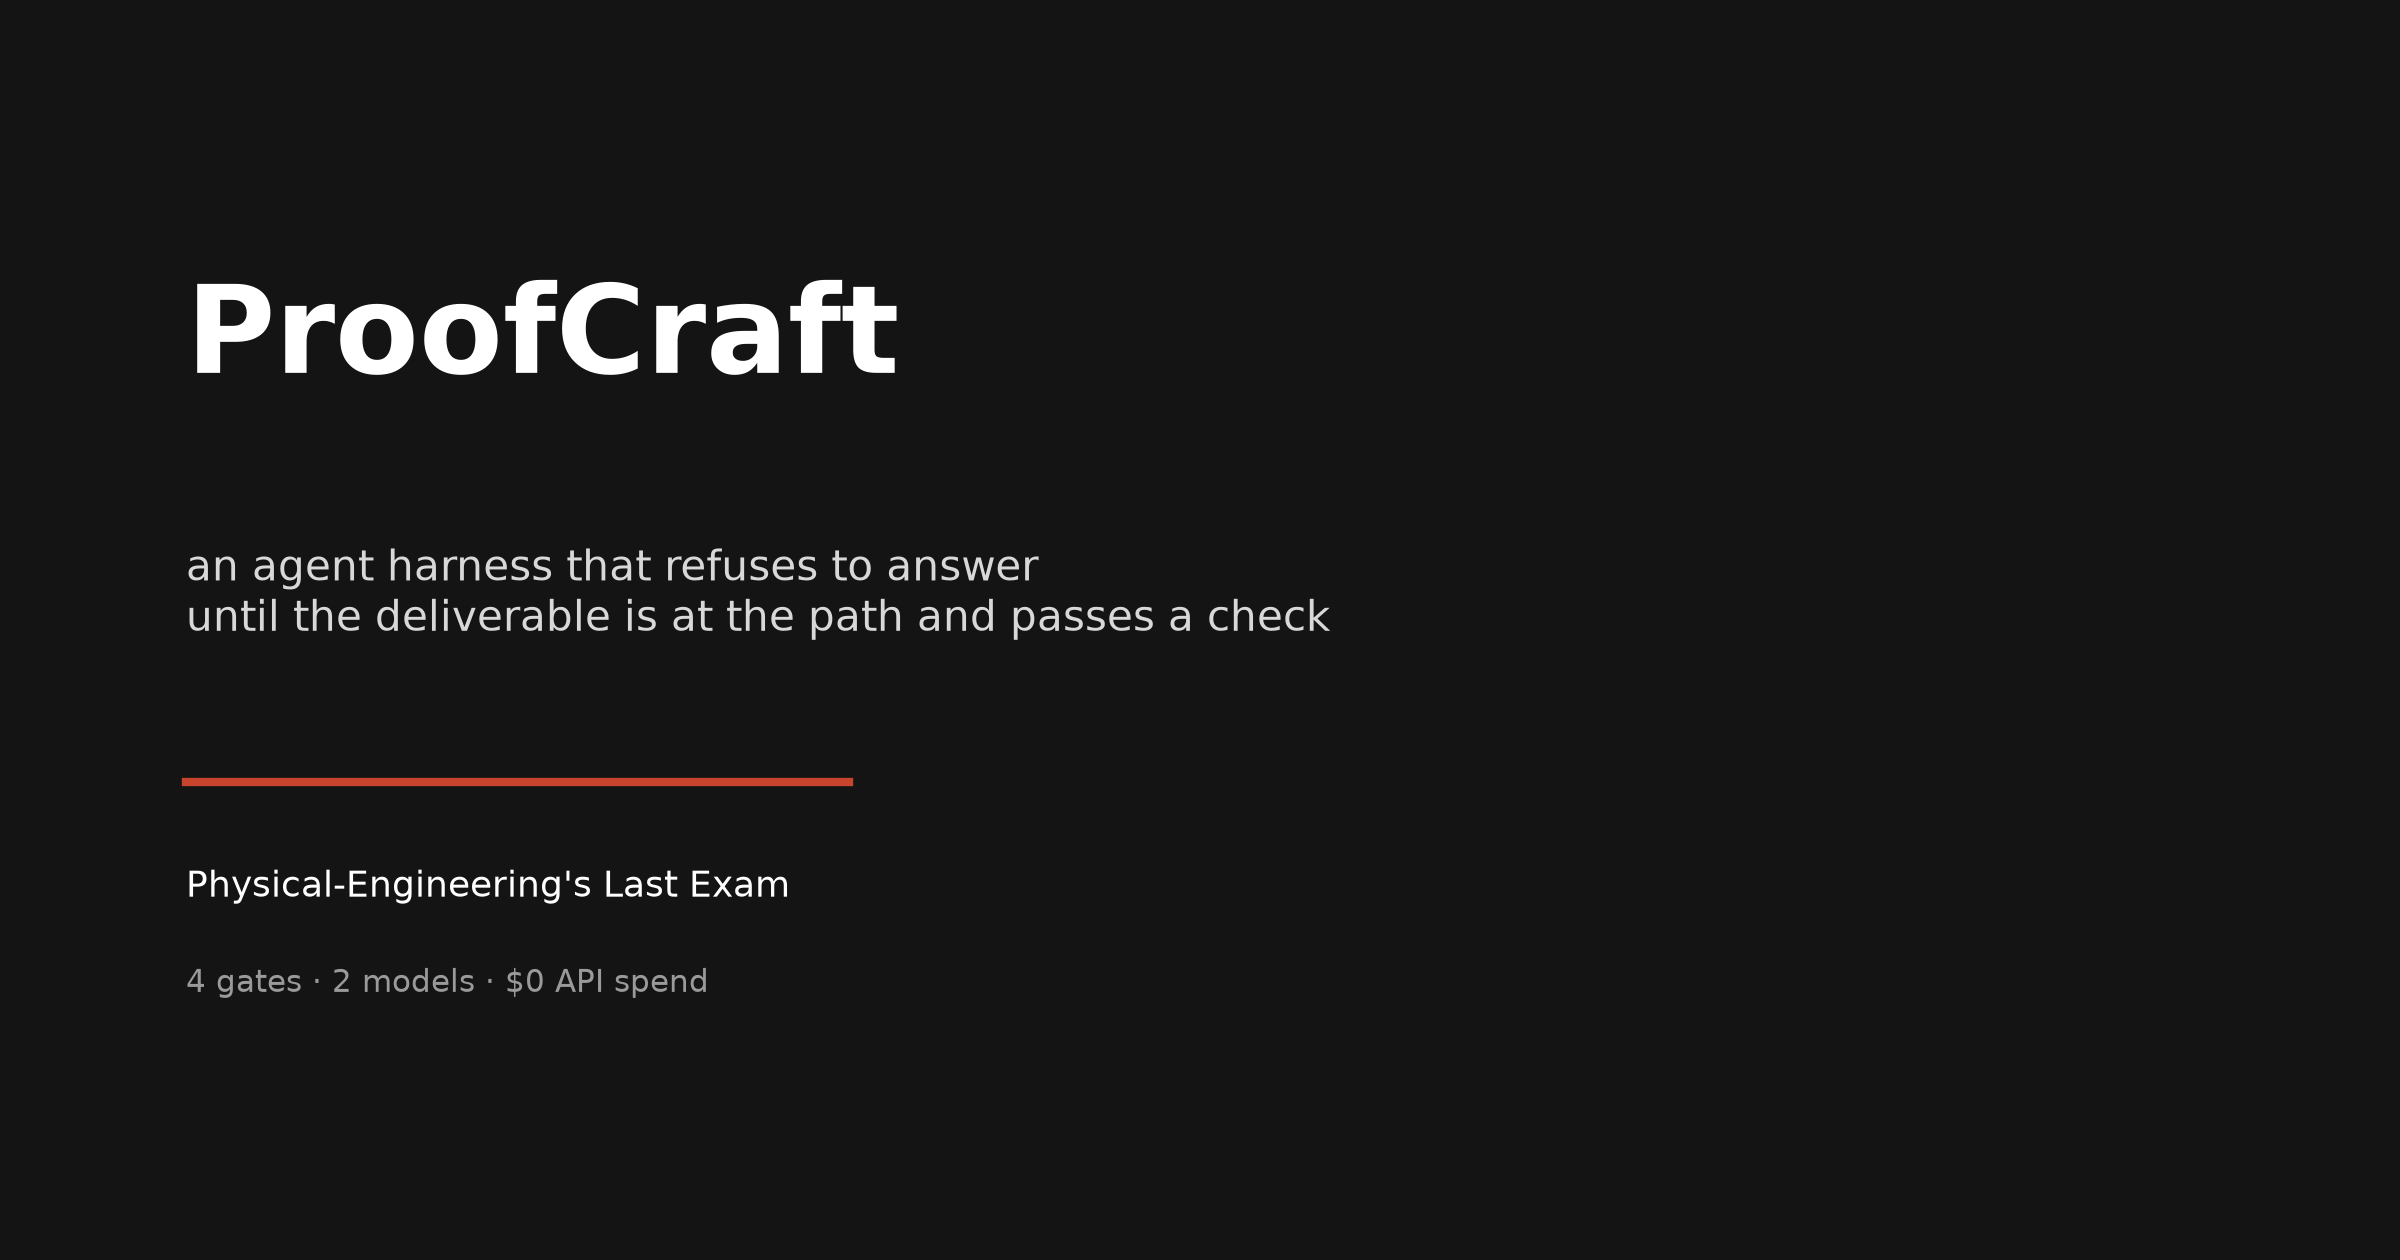 ProofCraft
an agent harness that refuses to answer
until the deliverable is at the path and passes a check
Physical-Engineering's Last Exam
4 gates · 2 models · $0 API spend